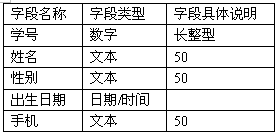 字段名称 字段类型 字段具体说明
学号 数字 长整型
姓名 文本 50
性别 文本 50
出生日期 日期/时间
手机 文本 50